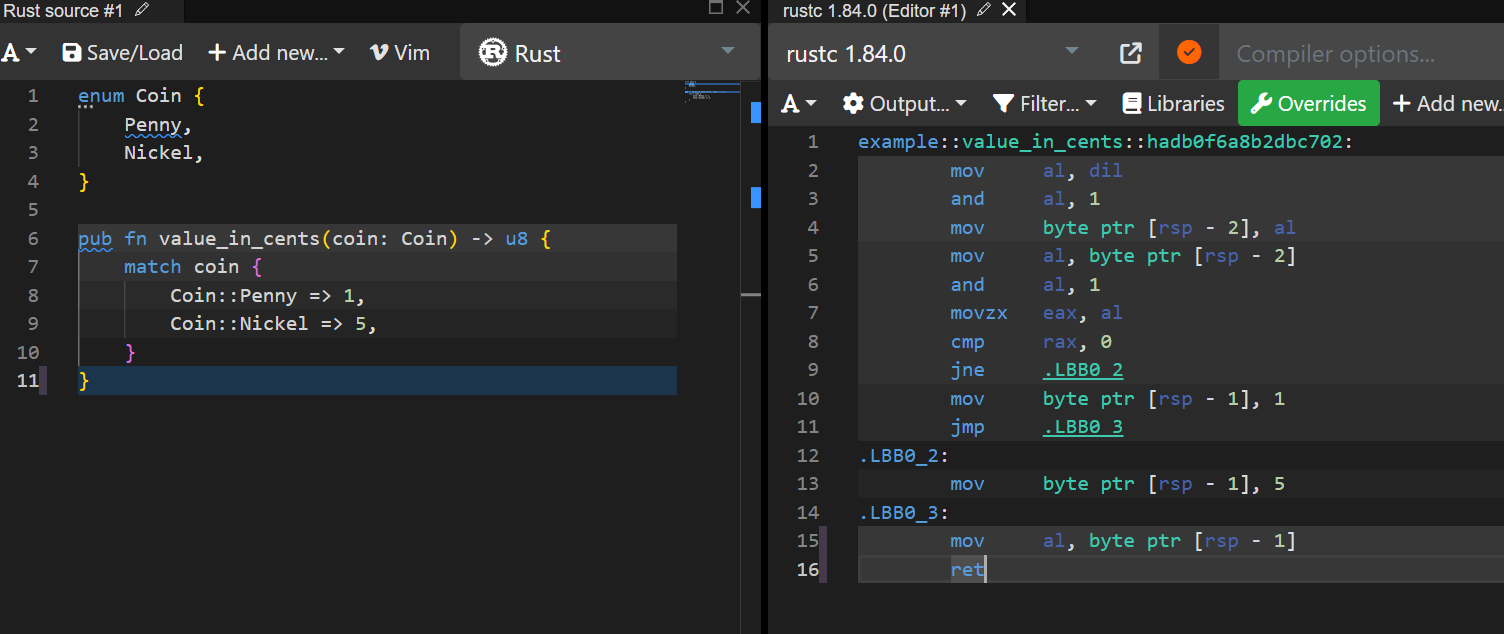 Rust source #1
A Save/Load + Add new... Vim Rust
1 enum Coin {
2     Penny,
3     Nickel,
4 }
5
6 pub fn value_in_cents(coin: Coin) -> u8 {
7     match coin {
8         Coin::Penny => 1,
9         Coin::Nickel => 5,
10     }
11 }
rustc 1.84.0 (Editor #1)
rustc 1.84.0 Compiler options...
A Output... Filter... Libraries Overrides + Add new..
1 example::value_in_cents::hadb0f6a8b2dbc702:
2         mov     al, dil
3         and     al, 1
4         mov     byte ptr [rsp - 2], al
5         mov     al, byte ptr [rsp - 2]
6         and     al, 1
7         movzx   eax, al
8         cmp     rax, 0
9         jne     .LBB0_2
10         mov     byte ptr [rsp - 1], 1
11         jmp     .LBB0_3
12 .LBB0_2:
13         mov     byte ptr [rsp - 1], 5
14 .LBB0_3:
15         mov     al, byte ptr [rsp - 1]
16         ret